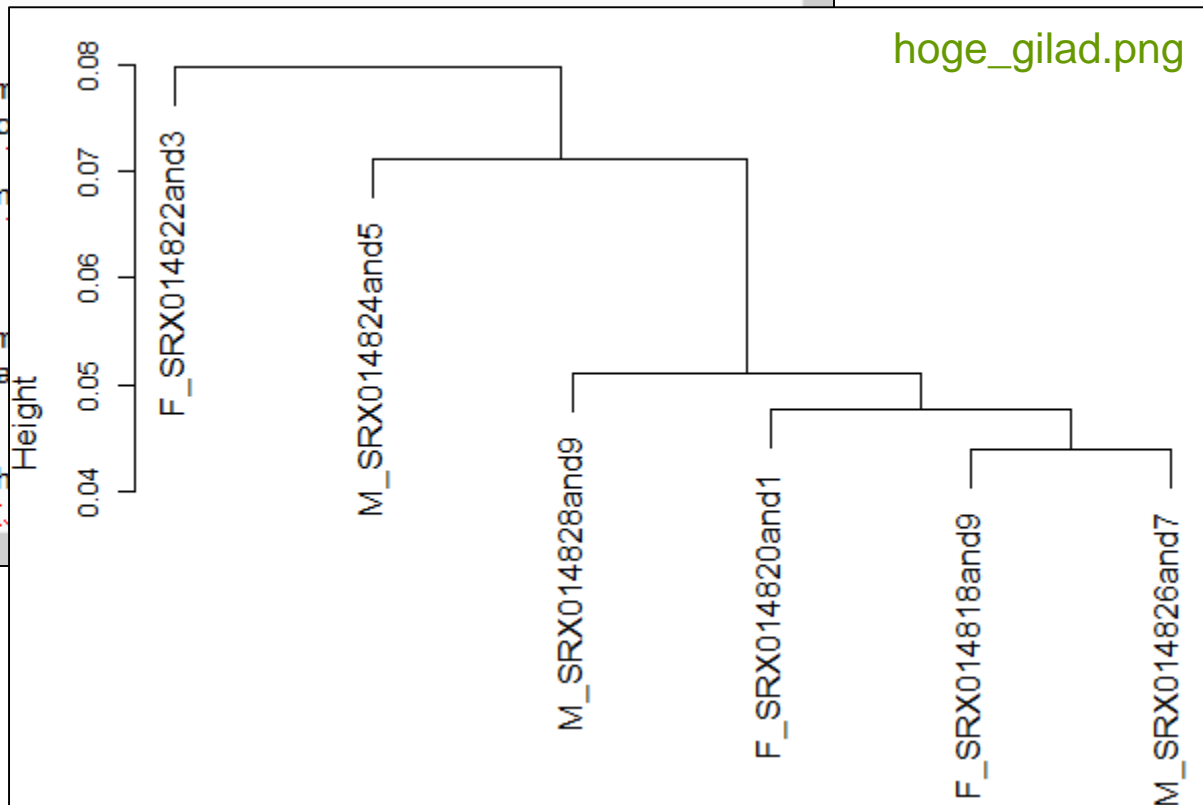 hoge_gilad.png
Height
0.08
0.07
0.06
0.05
0.04
F_SRX014822and3
M_SRX014824and5
M_SRX014828and9
F_SRX014820and1
F_SRX014818and9
M_SRX014826and7